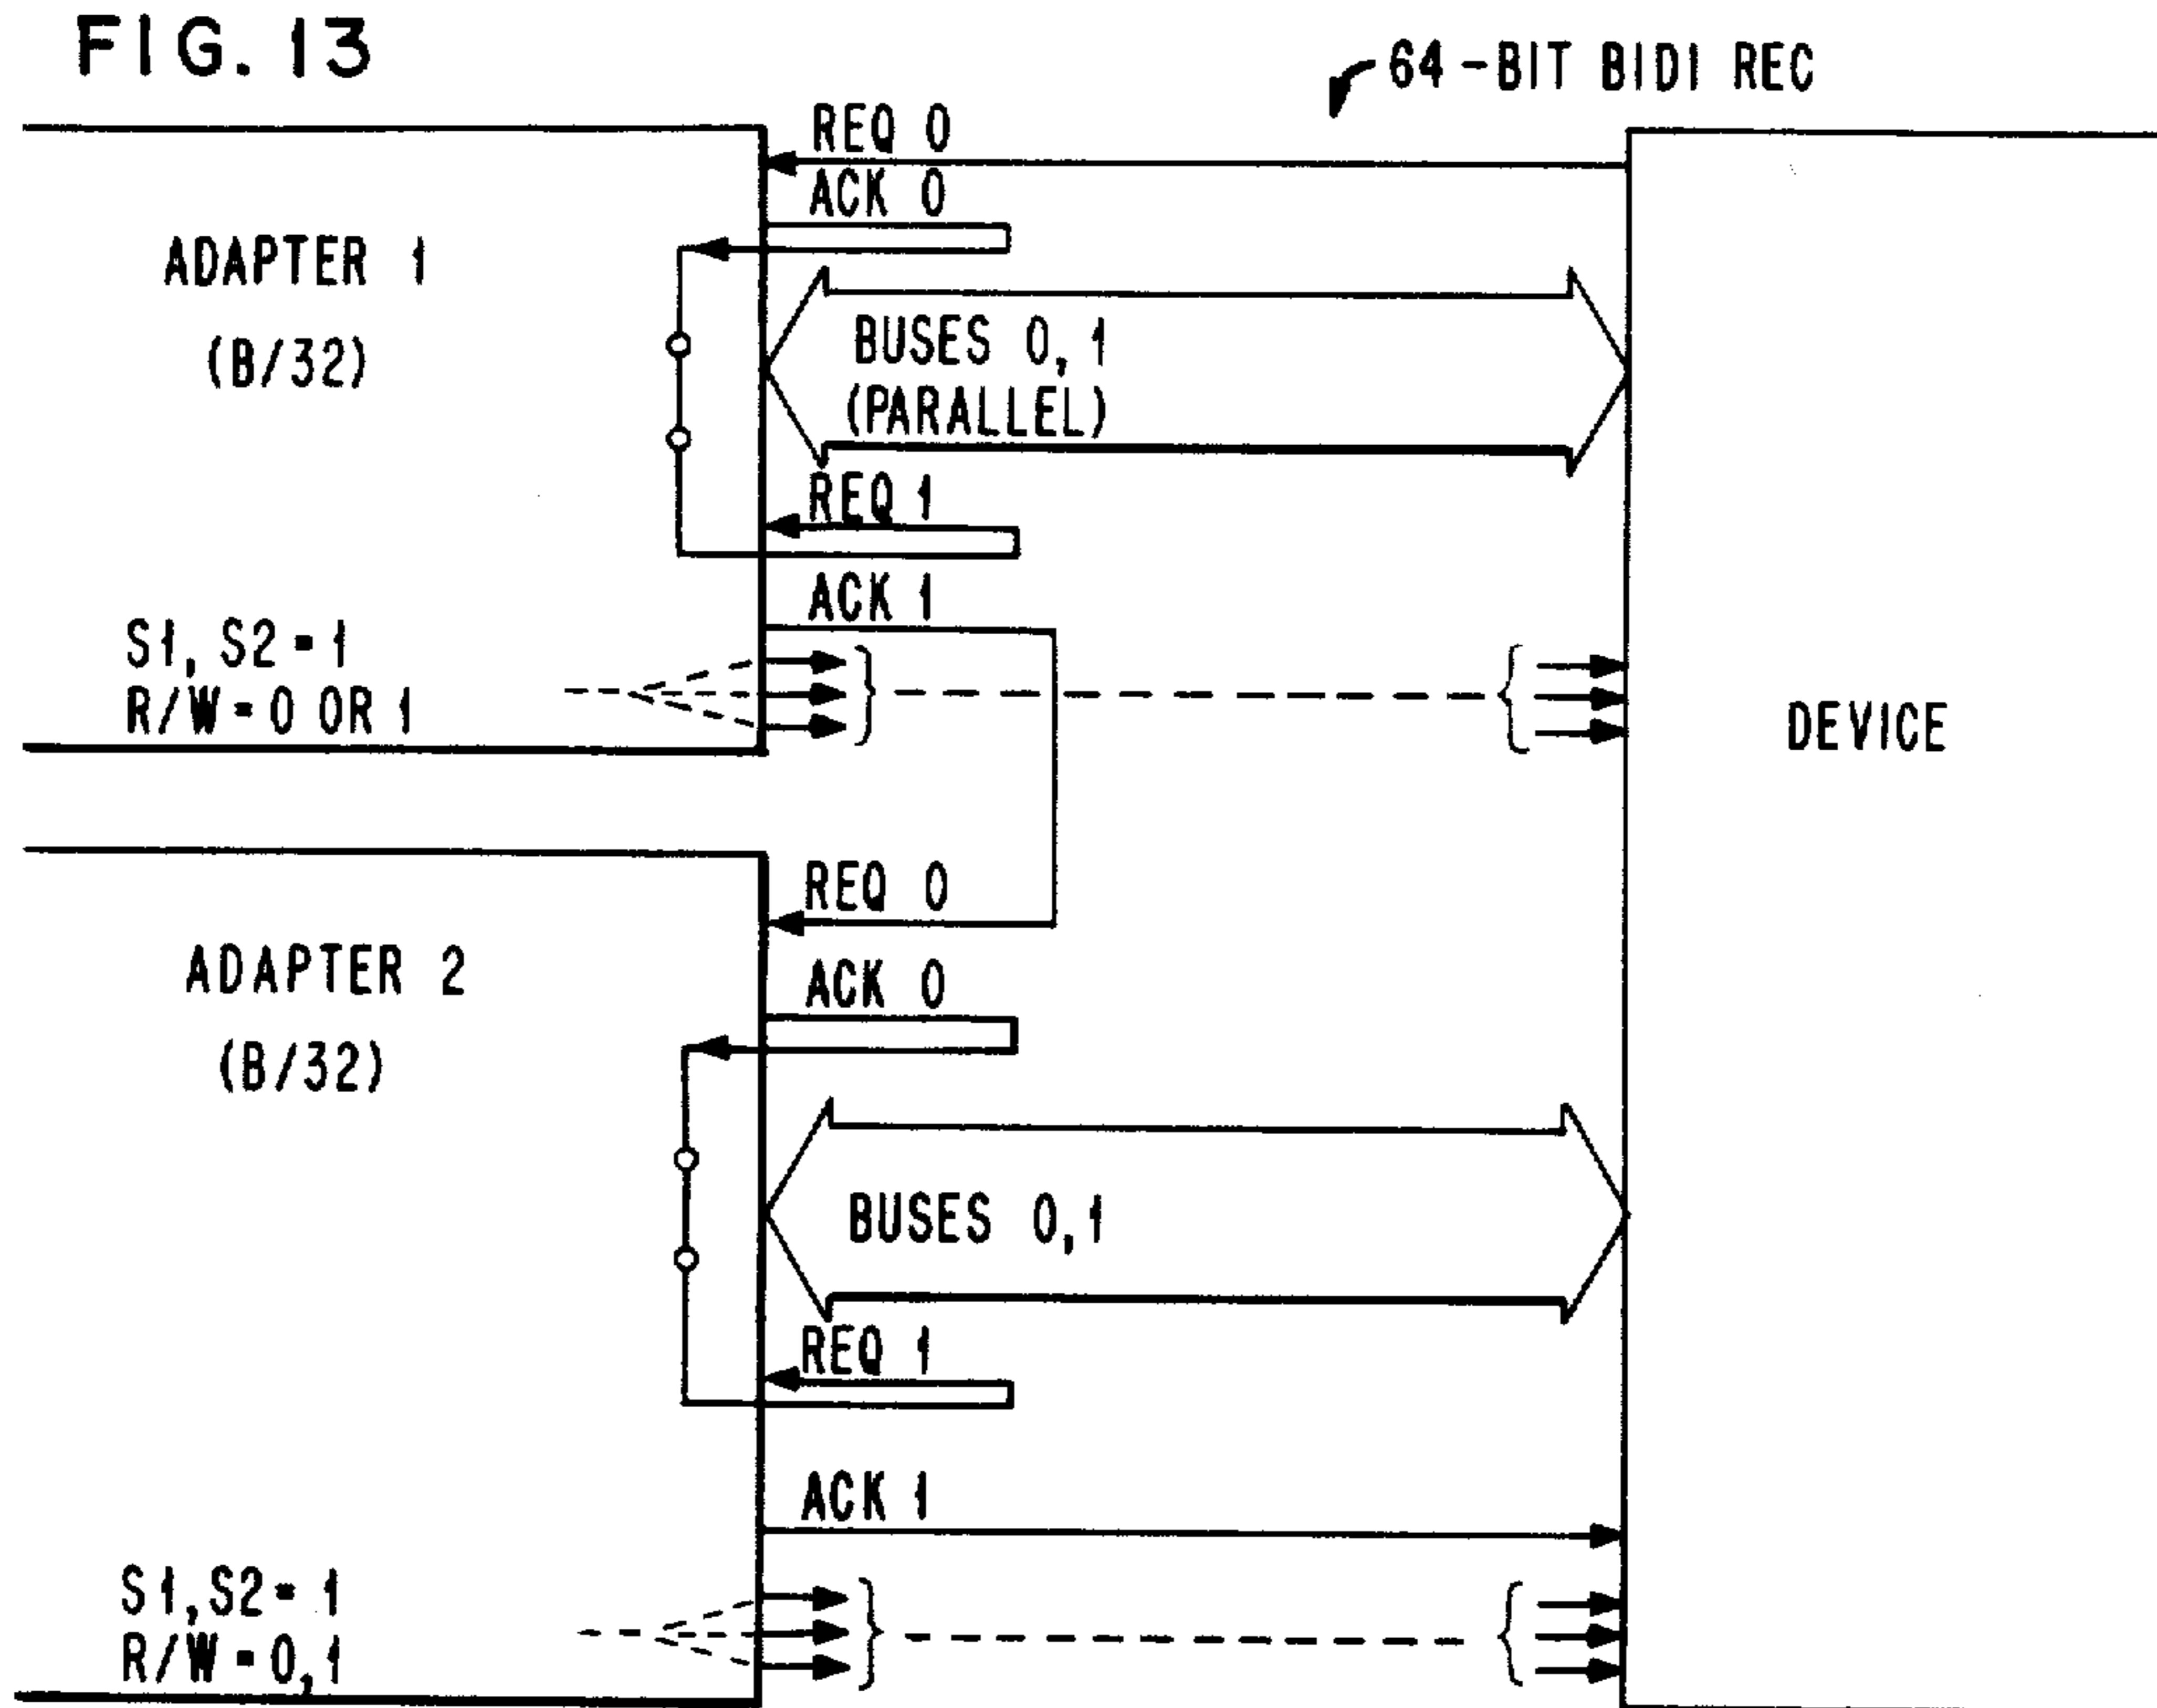 FIG. 13
64-BIT BIDI REC
REQ 0
ACK 0
ADAPTER 1
(B/32)
BUSES 0,1
(PARALLEL)
REQ 1
ACK 1
S1, S2=1
R/W=0 OR 1
DEVICE
REQ 0
ADAPTER 2
(B/32)
ACK 0
BUSES 0,1
REQ 1
ACK 1
S1,S2=1
R/W=0,1